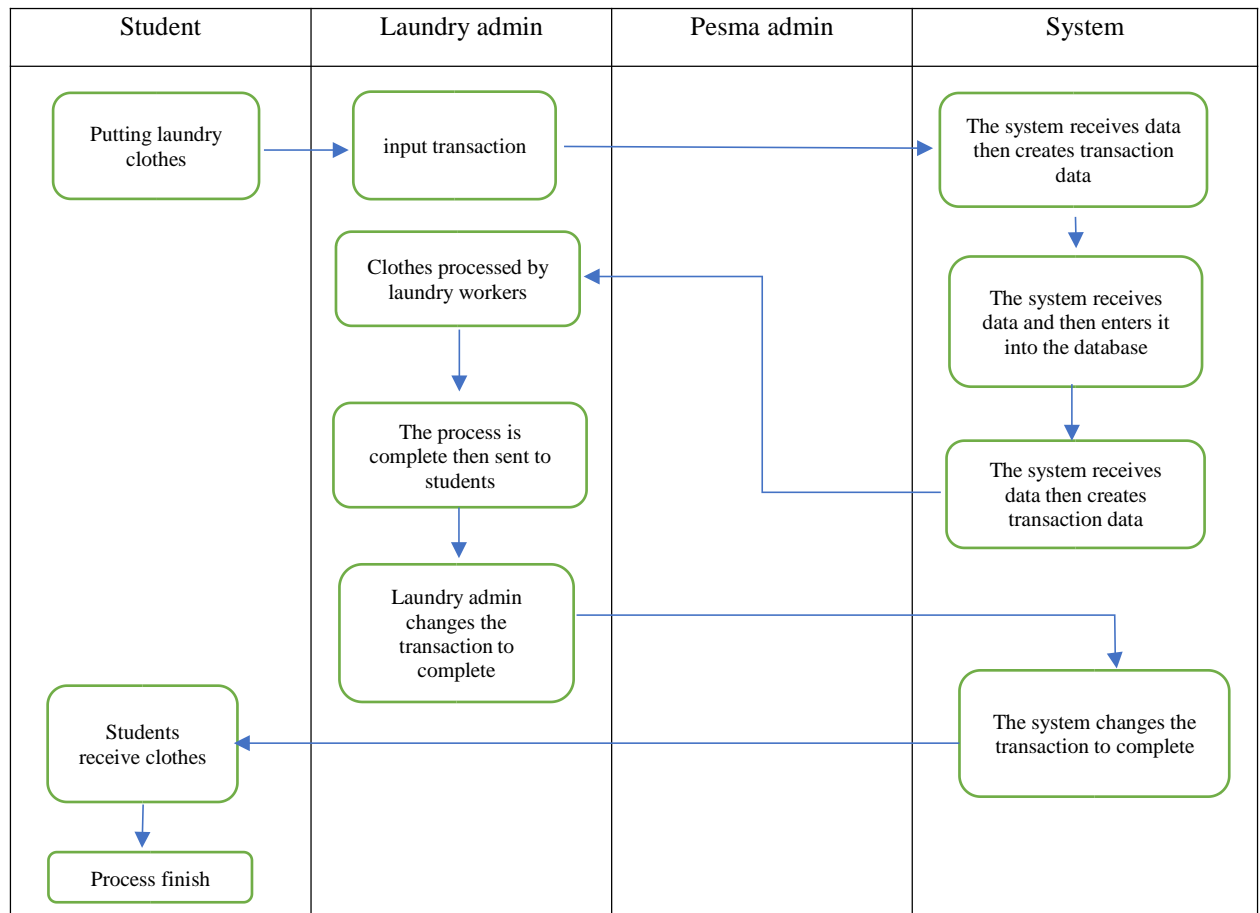 Student
Laundry admin
Pesma admin
System
Putting laundry
clothes
input transaction
The system receives data
then creates transaction
data
Clothes processed by
laundry workers
The system receives
data and then enters it
into the database
The process is
complete then sent to
students
The system receives
data then creates
transaction data
Laundry admin
changes the
transaction to
complete
Students
receive clothes
The system changes the
transaction to complete
Process finish